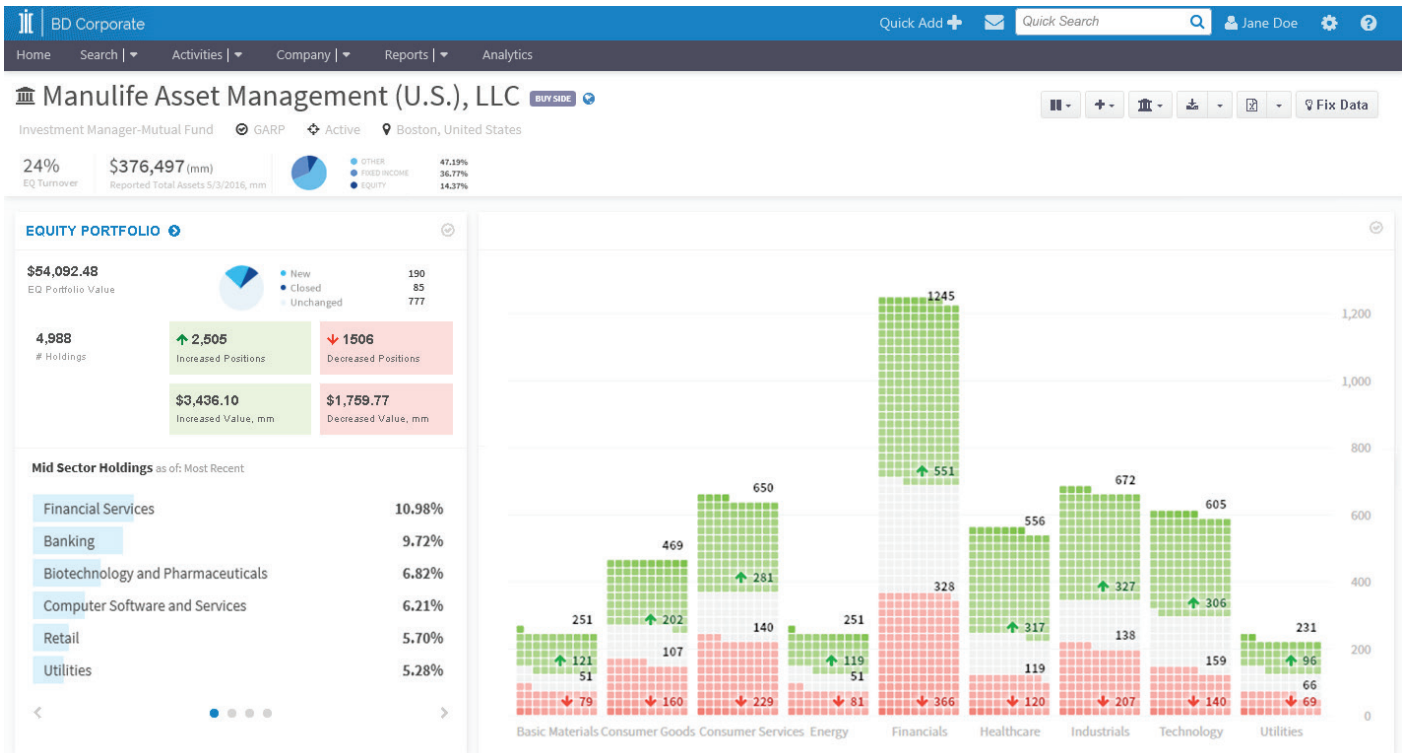 BD Corporate Quick Add Quick Search Jane Doe
Home Search | Activities | Company | Reports | Analytics
Manulife Asset Management (U.S.), LLC BUY SIDE
Fix Data
Investment Manager-Mutual Fund GARP Active Boston, United States
24% $376,497 (mm)
EQ Turnover Reported Total Assets 5/3/2016, mm
OTHER 47.19%
FIXED INCOME 36.77%
EQUITY 14.37%
EQUITY PORTFOLIO
$54,092.48
EQ Portfolio Value
New 190
Closed 85
Unchanged 777
4,988
# Holdings
2,505
Increased Positions
1506
Decreased Positions
$3,436.10
Increased Value, mm
$1,759.77
Decreased Value, mm
Mid Sector Holdings as of: Most Recent
Financial Services 10.98%
Banking 9.72%
Biotechnology and Pharmaceuticals 6.82%
Computer Software and Services 6.21%
Retail 5.70%
Utilities 5.28%
251
121
51
79
Basic Materials
469
202
107
160
Consumer Goods
650
281
140
229
Consumer Services
251
119
51
81
Energy
1245
551
328
366
Financials
556
317
119
120
Healthcare
672
327
138
207
Industrials
605
306
159
140
Technology
231
96
66
69
Utilities
1,200
1,000
800
600
400
200
0